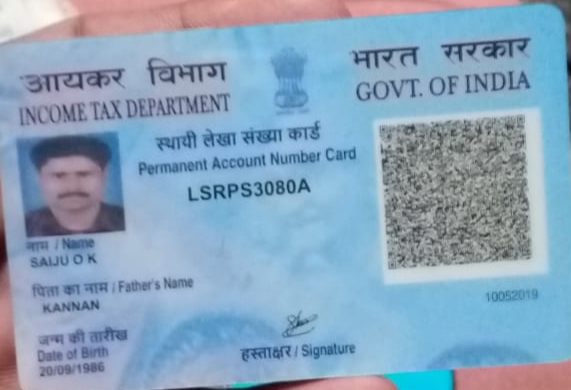 आयकर विभाग
INCOME TAX DEPARTMENT
भारत सरकार
GOVT. OF INDIA
स्थायी लेखा संख्या कार्ड
Permanent Account Number Card
LSRPS3080A
नाम / Name
SAIJU O K
पिता का नाम / Father's Name
KANNAN
जन्म की तारीख
Date of Birth
20/09/1986
हस्ताक्षर / Signature
10052019